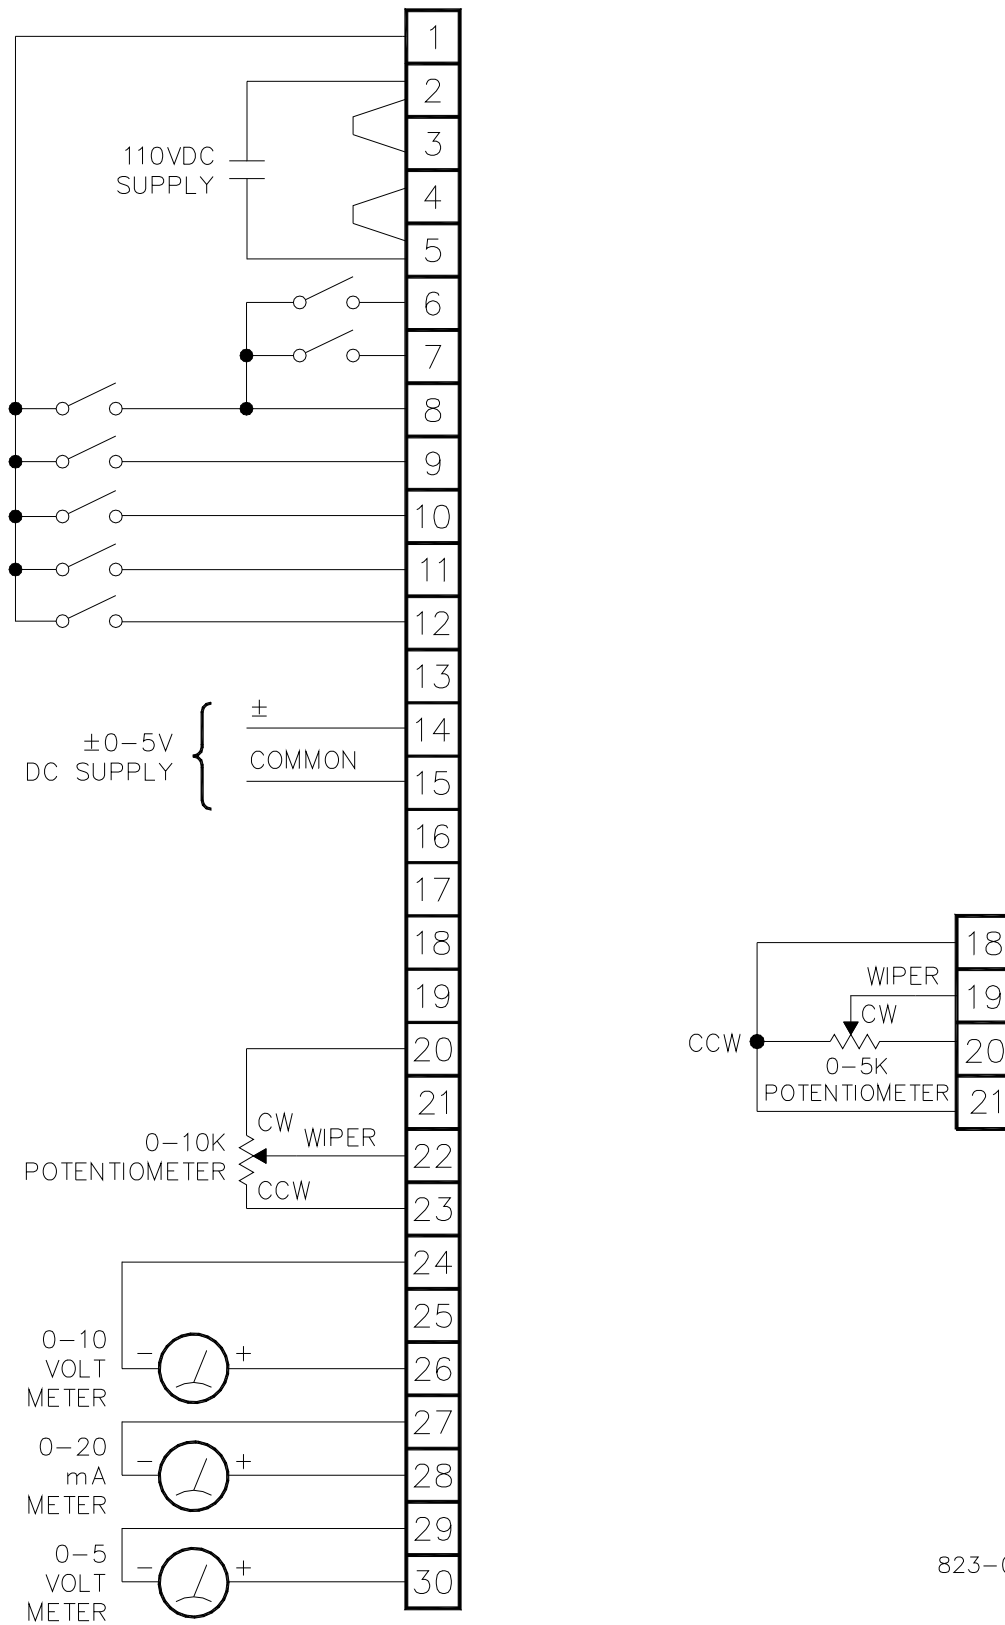 1
2
3
110VDC
SUPPLY
4
5
6
7
8
9
10
11
12
13
±
14
±0-5V
DC SUPPLY
COMMON
15
16
17
18
19
20
21
CW
WIPER
0-10K
POTENTIOMETER
22
CCW
23
24
25
0-10
VOLT
METER
- +
26
27
0-20
mA
METER
- +
28
29
0-5
VOLT
METER
- +
30
18
WIPER
19
CW
CCW
20
0-5K
POTENTIOMETER
21